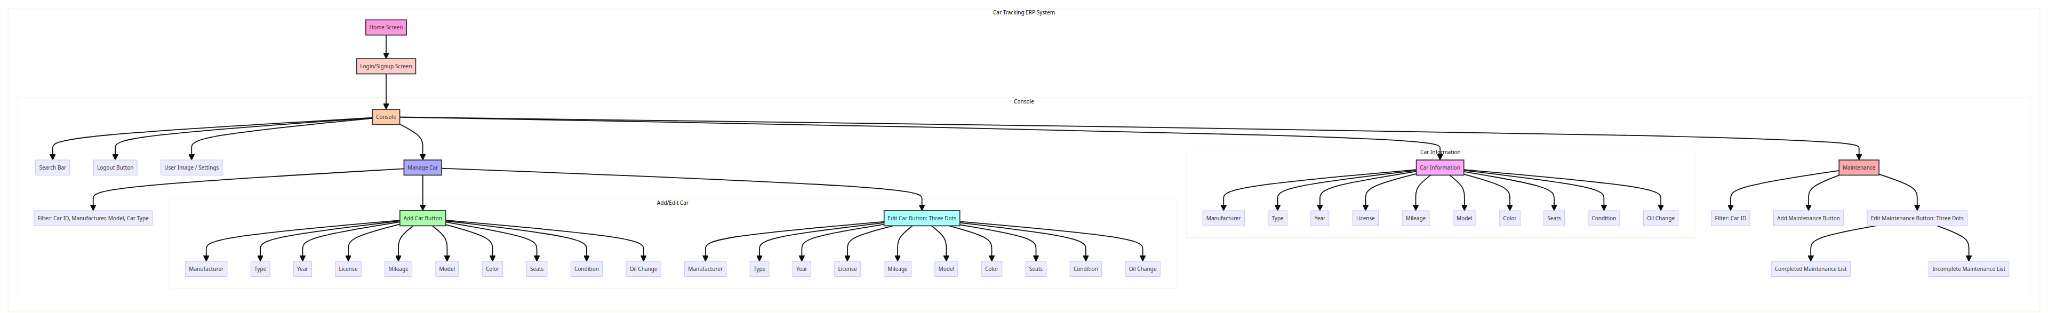 Car Tracking ERP System
Home Screen
Login/Signup Screen
Console
Console
Search Bar
Logout Button
User Image / Settings
Manage Car
Car Information
Car Information
Maintenance
Filter: Car ID, Manufacturer, Model, Car Type
Add/Edit Car
Add Car Button
Edit Car Button: Three Dots
Manufacturer
Type
Year
License
Mileage
Model
Color
Seats
Condition
Oil Change
Filter: Car ID
Add Maintenance Button
Edit Maintenance Button: Three Dots
Manufacturer
Type
Year
License
Mileage
Model
Color
Seats
Condition
Oil Change
Manufacturer
Type
Year
License
Mileage
Model
Color
Seats
Condition
Oil Change
Completed Maintenance List
Incomplete Maintenance List